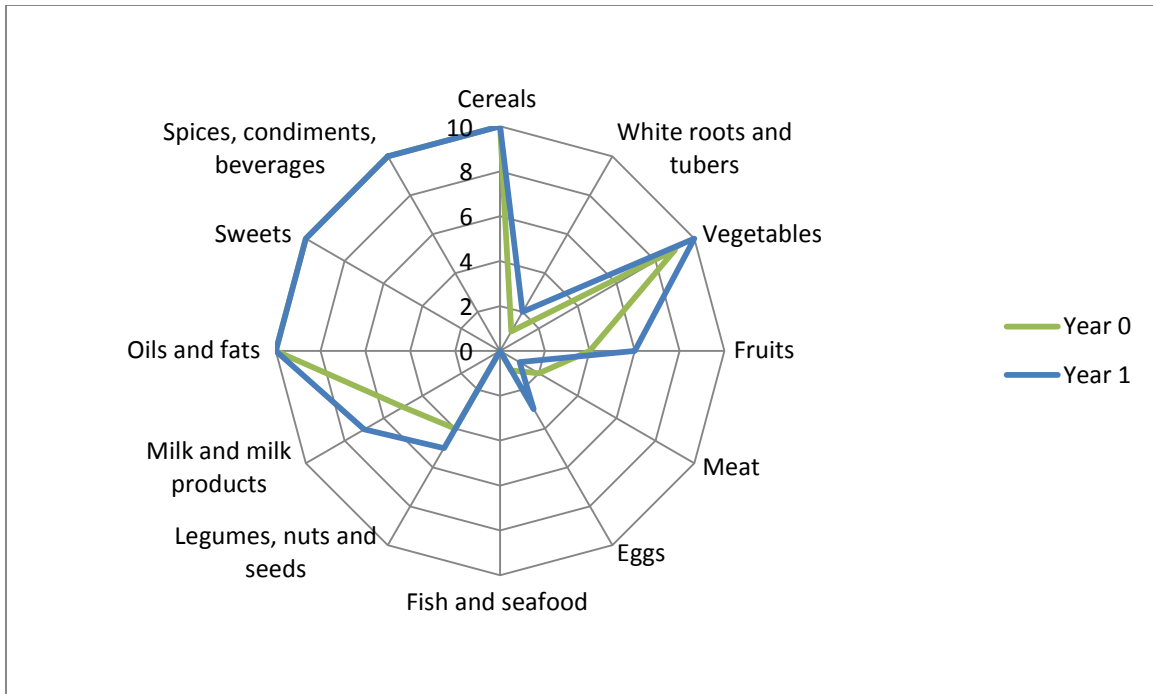 Cereals
White roots and
tubers
Vegetables
Fruits
Meat
Eggs
Fish and seafood
Legumes, nuts and
seeds
Milk and milk
products
Oils and fats
Sweets
Spices, condiments,
beverages
10
8
6
4
2
0
Year 0
Year 1